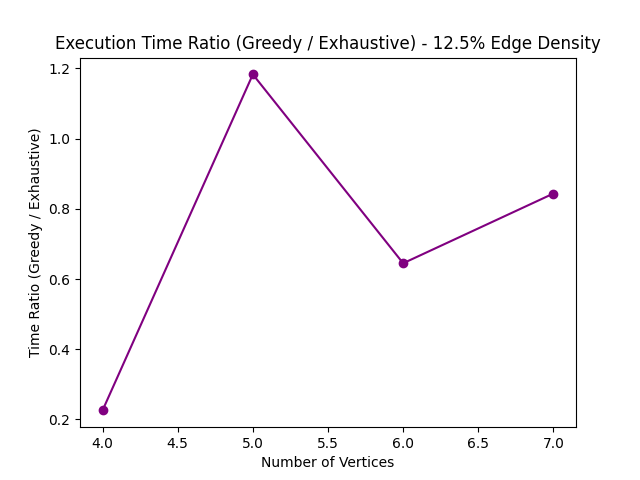 Execution Time Ratio (Greedy / Exhaustive) - 12.5% Edge Density
Time Ratio (Greedy / Exhaustive)
1.2
1.0
0.8
0.6
0.4
0.2
4.0 4.5 5.0 5.5 6.0 6.5 7.0
Number of Vertices